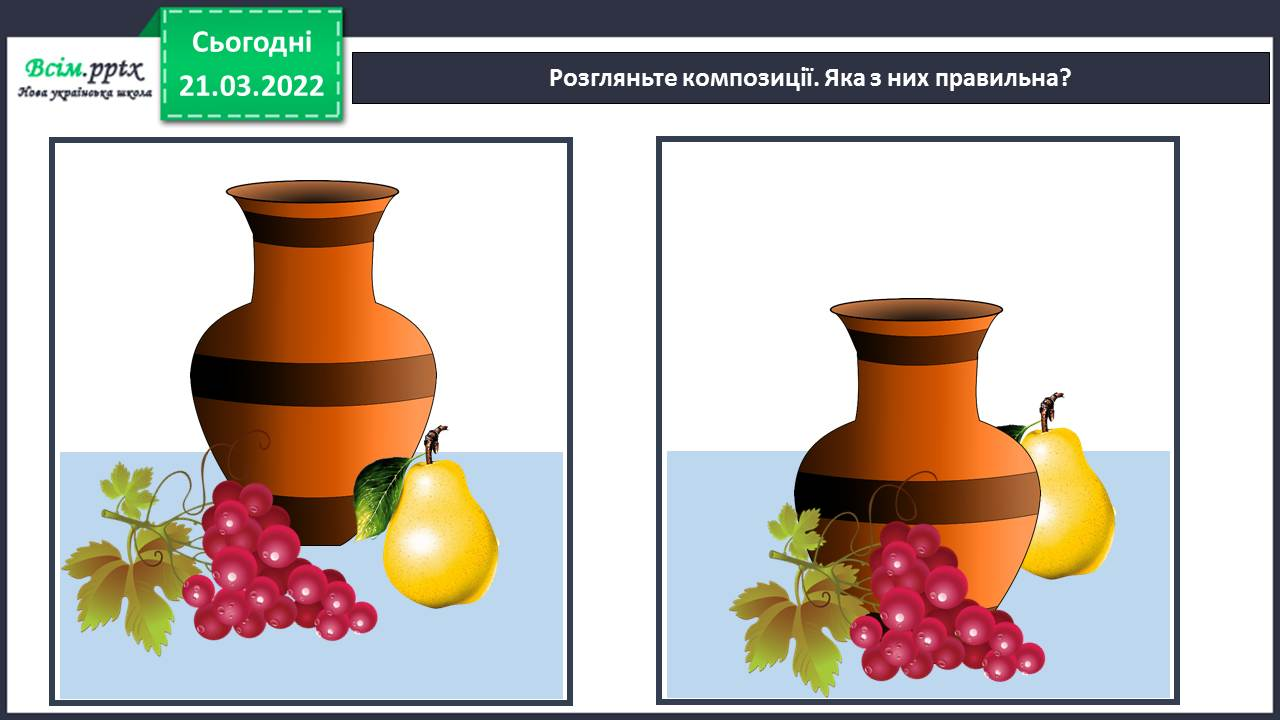 Сьогодні
21.03.2022
Всім.pptx
Нова українська школа
Розгляньте композиції. Яка з них правильна?